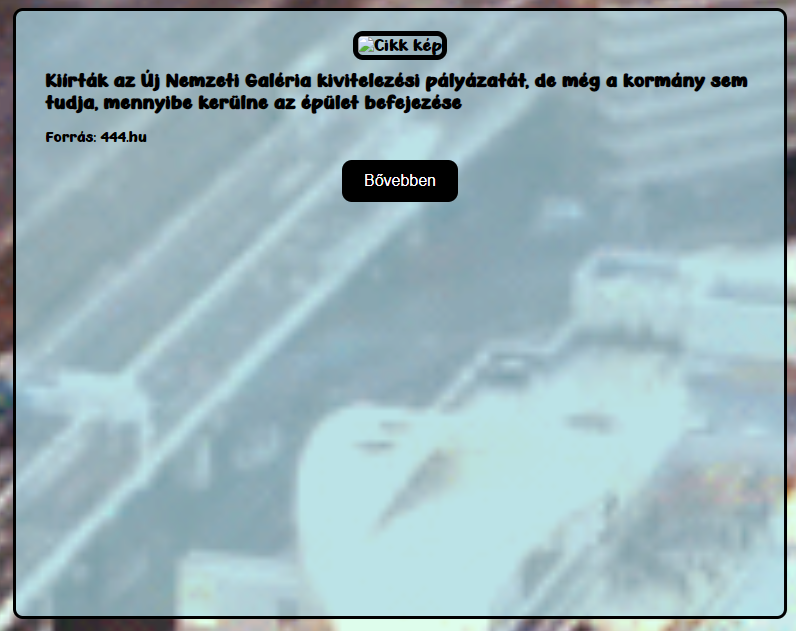 Cikk kép
Kiírták az Új Nemzeti Galéria kivitelezési pályázatát, de még a kormány sem
tudja, mennyibe kerülne az épület befejezése
Forrás: 444.hu
Bővebben